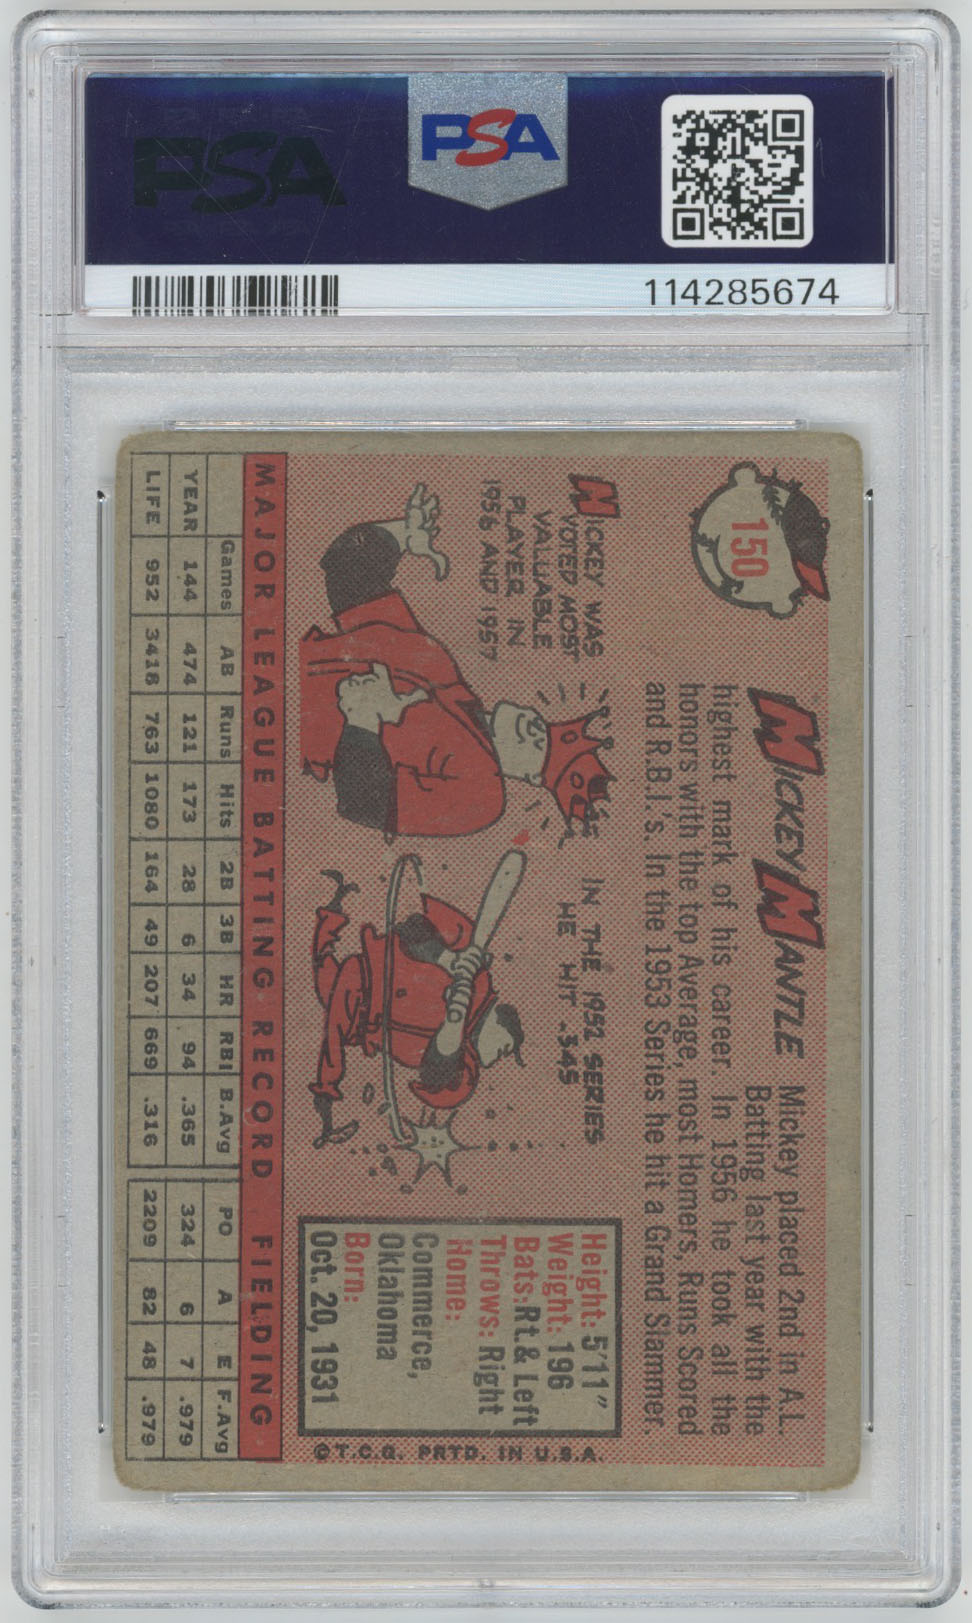 PSA
PSA
114285674
150
MICKEY MANTLE
Mickey placed 2nd in A.L.
Batting last year with the
highest mark of his career. In 1956 he took all the
honors with the top Average, most Homers, Runs Scored
and R.B.I.'s. In the 1953 Series he hit a Grand Slammer.
MICKEY WAS
VOTED MOST
VALUABLE
PLAYER IN
1956 AND 1957
IN THE 1952 SERIES
HE HIT .345
Height: 5'11"
Weight: 196
Bats: Rt. & Left
Throws: Right
Home:
Commerce,
Oklahoma
Born:
Oct. 20, 1931
© T.C.G. PRTD. IN U.S.A.
MAJOR LEAGUE BATTING RECORD FIELDING
Games AB Runs Hits 2B 3B HR RBI B.Avg PO A E F.Avg
YEAR 144 474 121 173 28 6 34 94 .365 324 6 7 .979
LIFE 952 3418 763 1080 164 49 207 669 .316 2209 82 48 .979